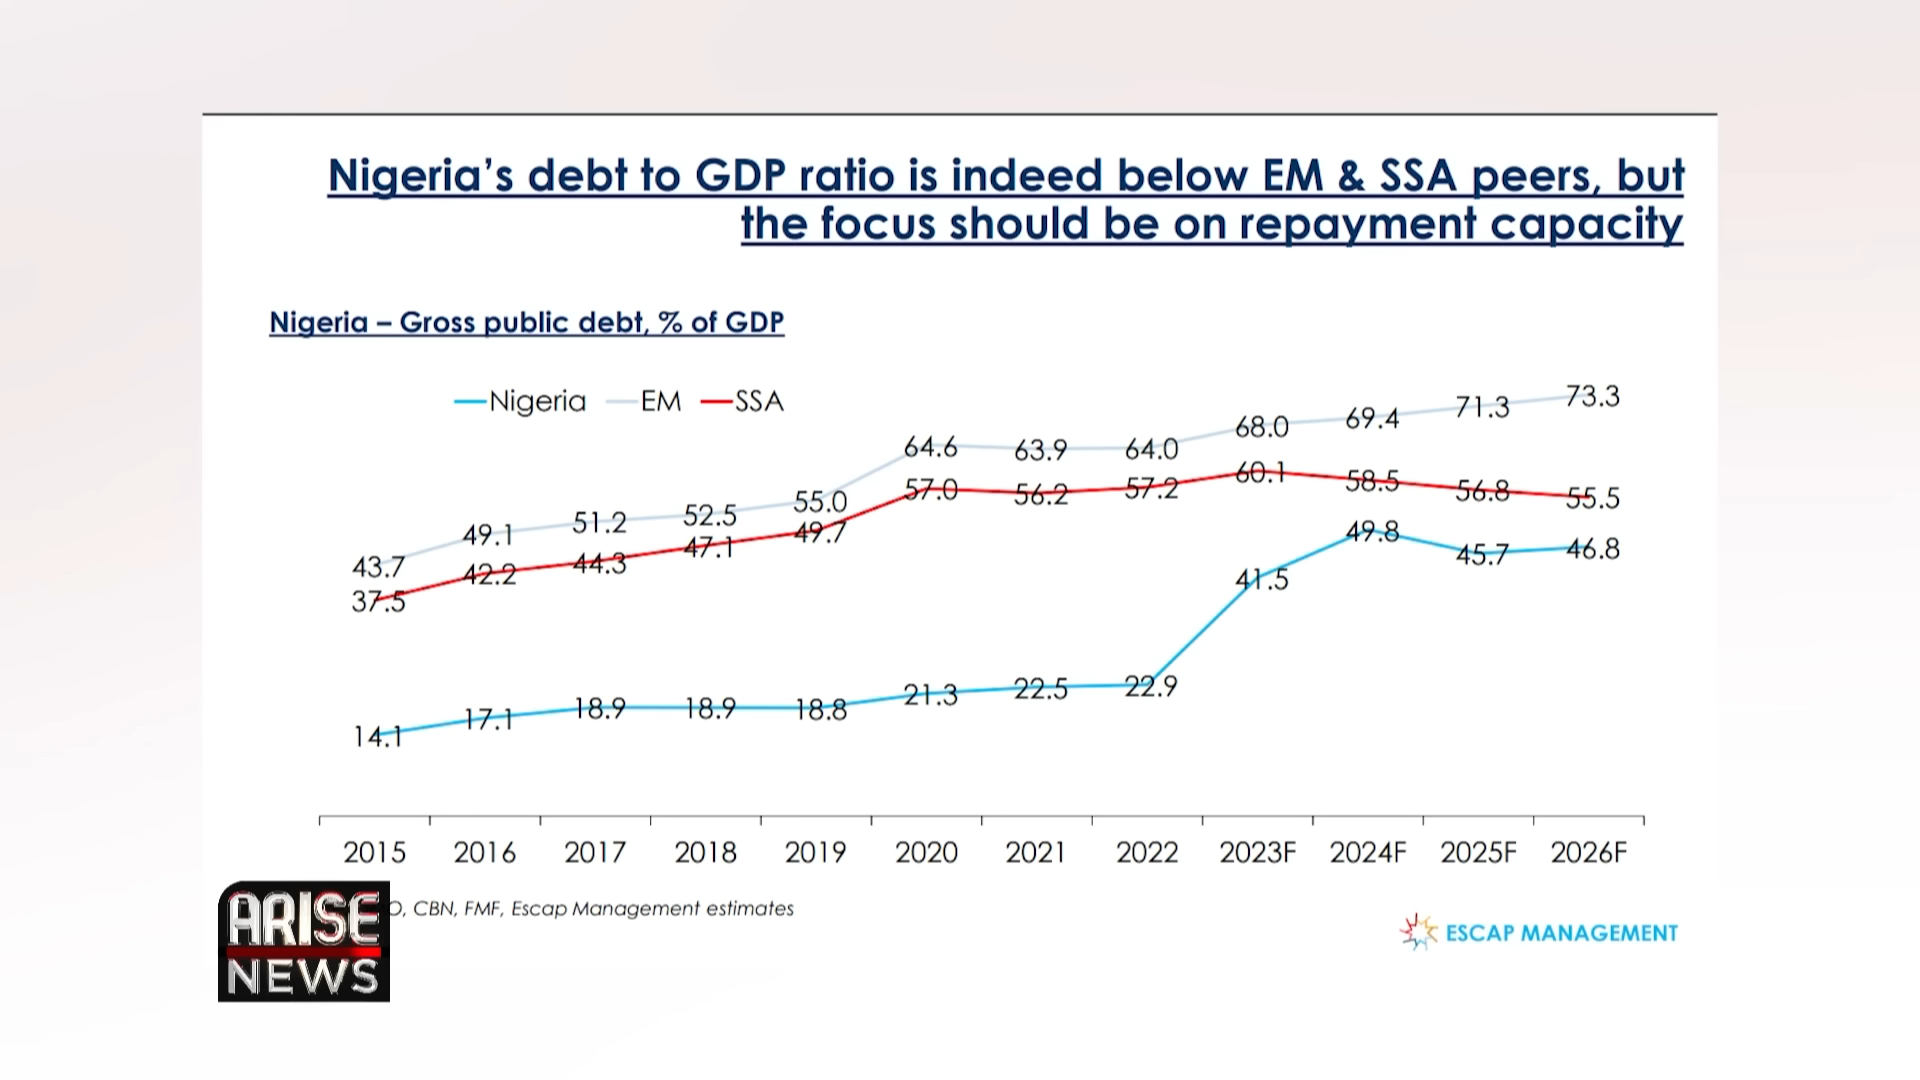 Nigeria's debt to GDP ratio is indeed below EM & SSA peers, but
the focus should be on repayment capacity
Nigeria – Gross public debt, % of GDP
Nigeria EM SSA
43.7 49.1 51.2 52.5 55.0 64.6 63.9 64.0 68.0 69.4 71.3 73.3
37.5 42.2 44.3 47.1 49.7 57.0 56.2 57.2 60.1 58.5 56.8 55.5
14.1 17.1 18.9 18.9 18.8 21.3 22.5 22.9 41.5 49.8 45.7 46.8
2015 2016 2017 2018 2019 2020 2021 2022 2023F 2024F 2025F 2026F
CBN, FMF, Escap Management estimates
ESCAP MANAGEMENT
ARISE
NEWS